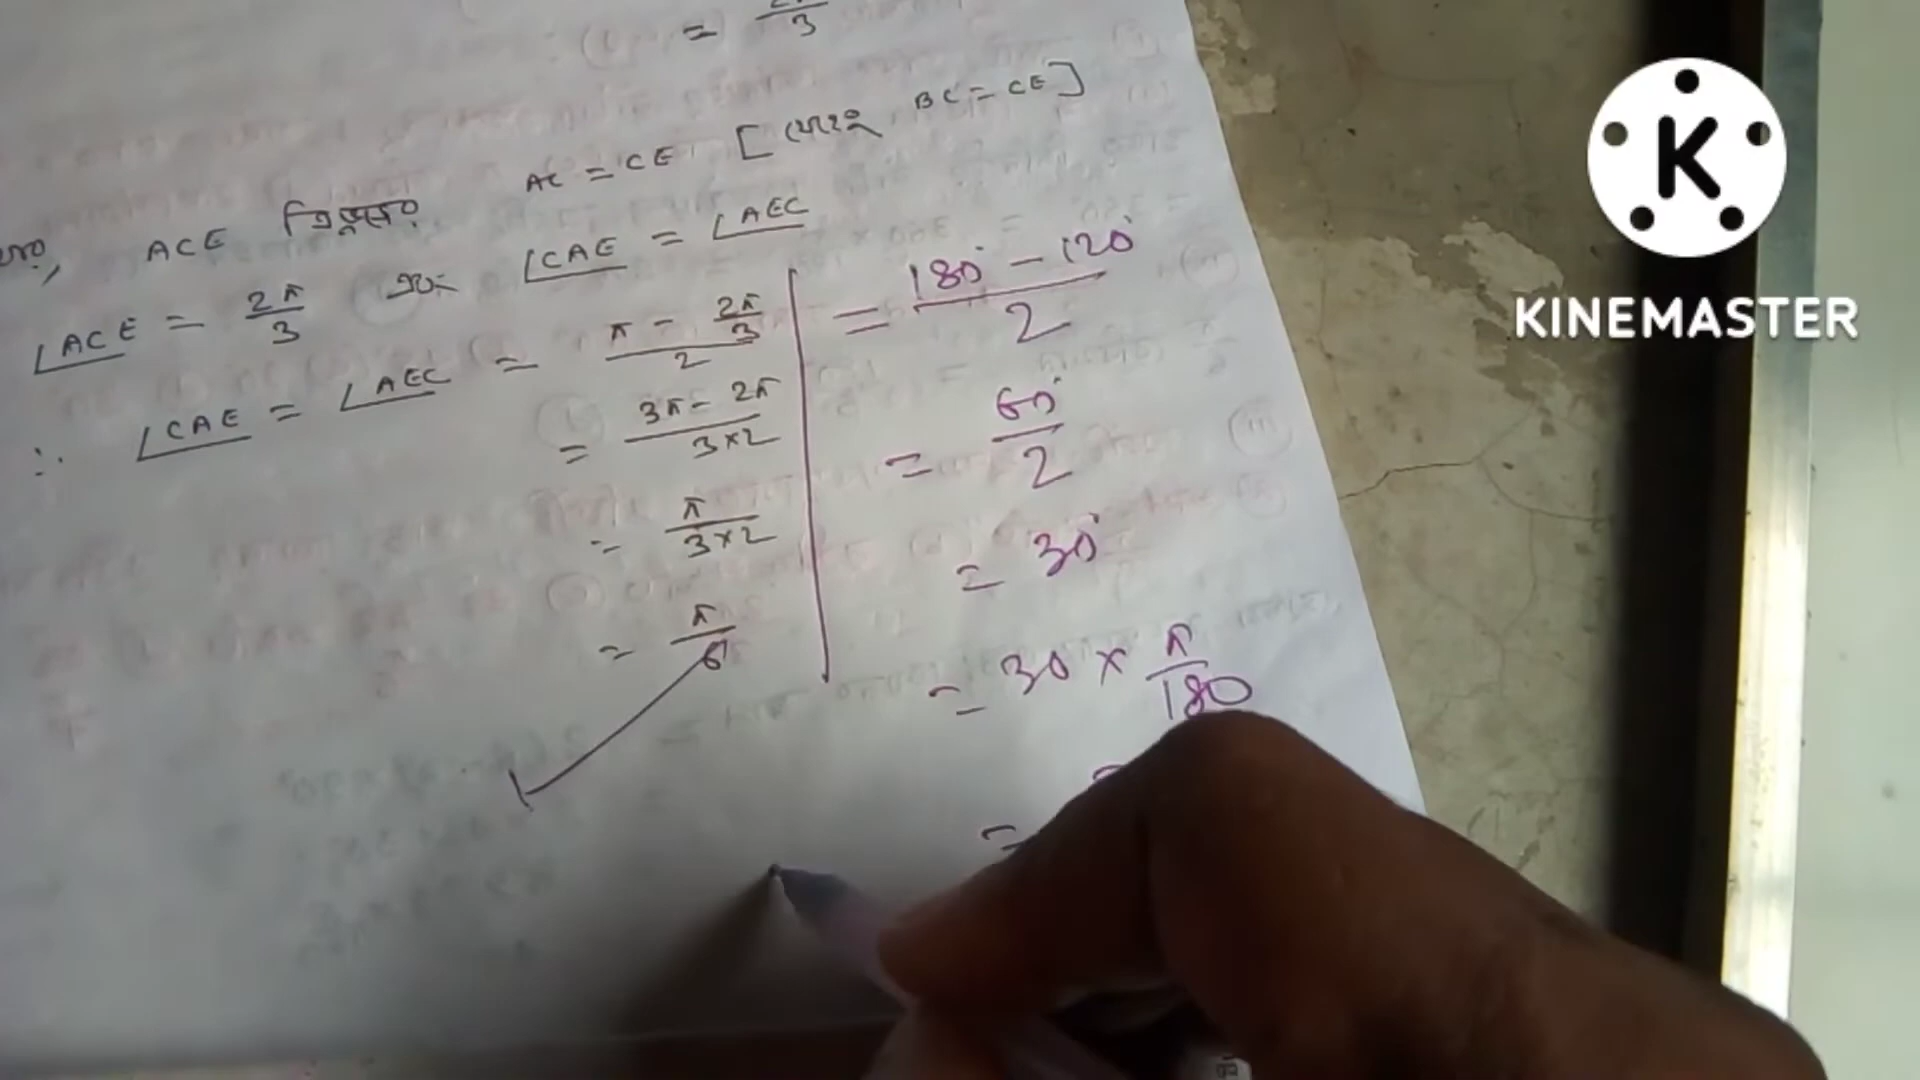 = 2π/3
ACE ত্রিভুজে AC = CE [যেহেতু BC = CE]
∠ACE = 2π/3 এবং ∠CAE = ∠AEC
∴ ∠CAE = ∠AEC = (π - 2π/3)/2
= (3π - 2π)/(3×2)
= π/(3×2)
= π/6
= (180° - 120°)/2
= 60°/2
= 30°
= 30 × π/180
=
K
KINEMASTER